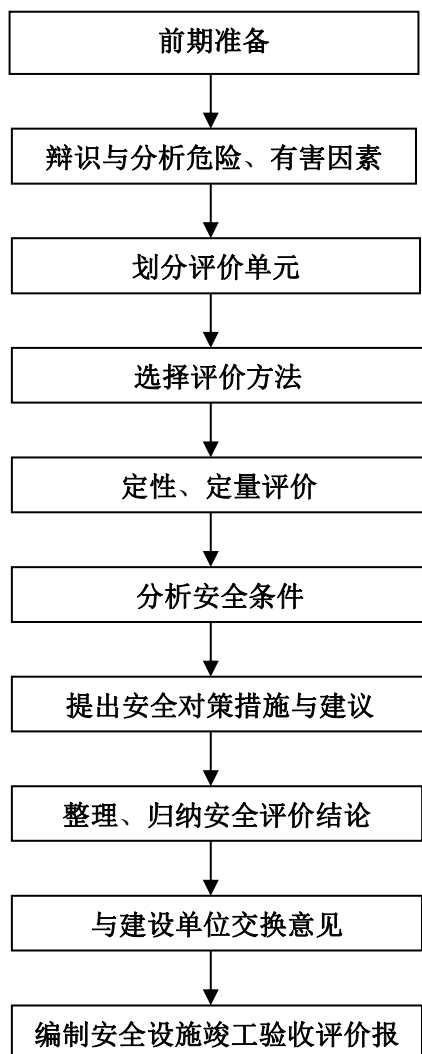 前期准备
辩识与分析危险、有害因素
划分评价单元
选择评价方法
定性、定量评价
分析安全条件
提出安全对策措施与建议
整理、归纳安全评价结论
与建设单位交换意见
编制安全设施竣工验收评价报